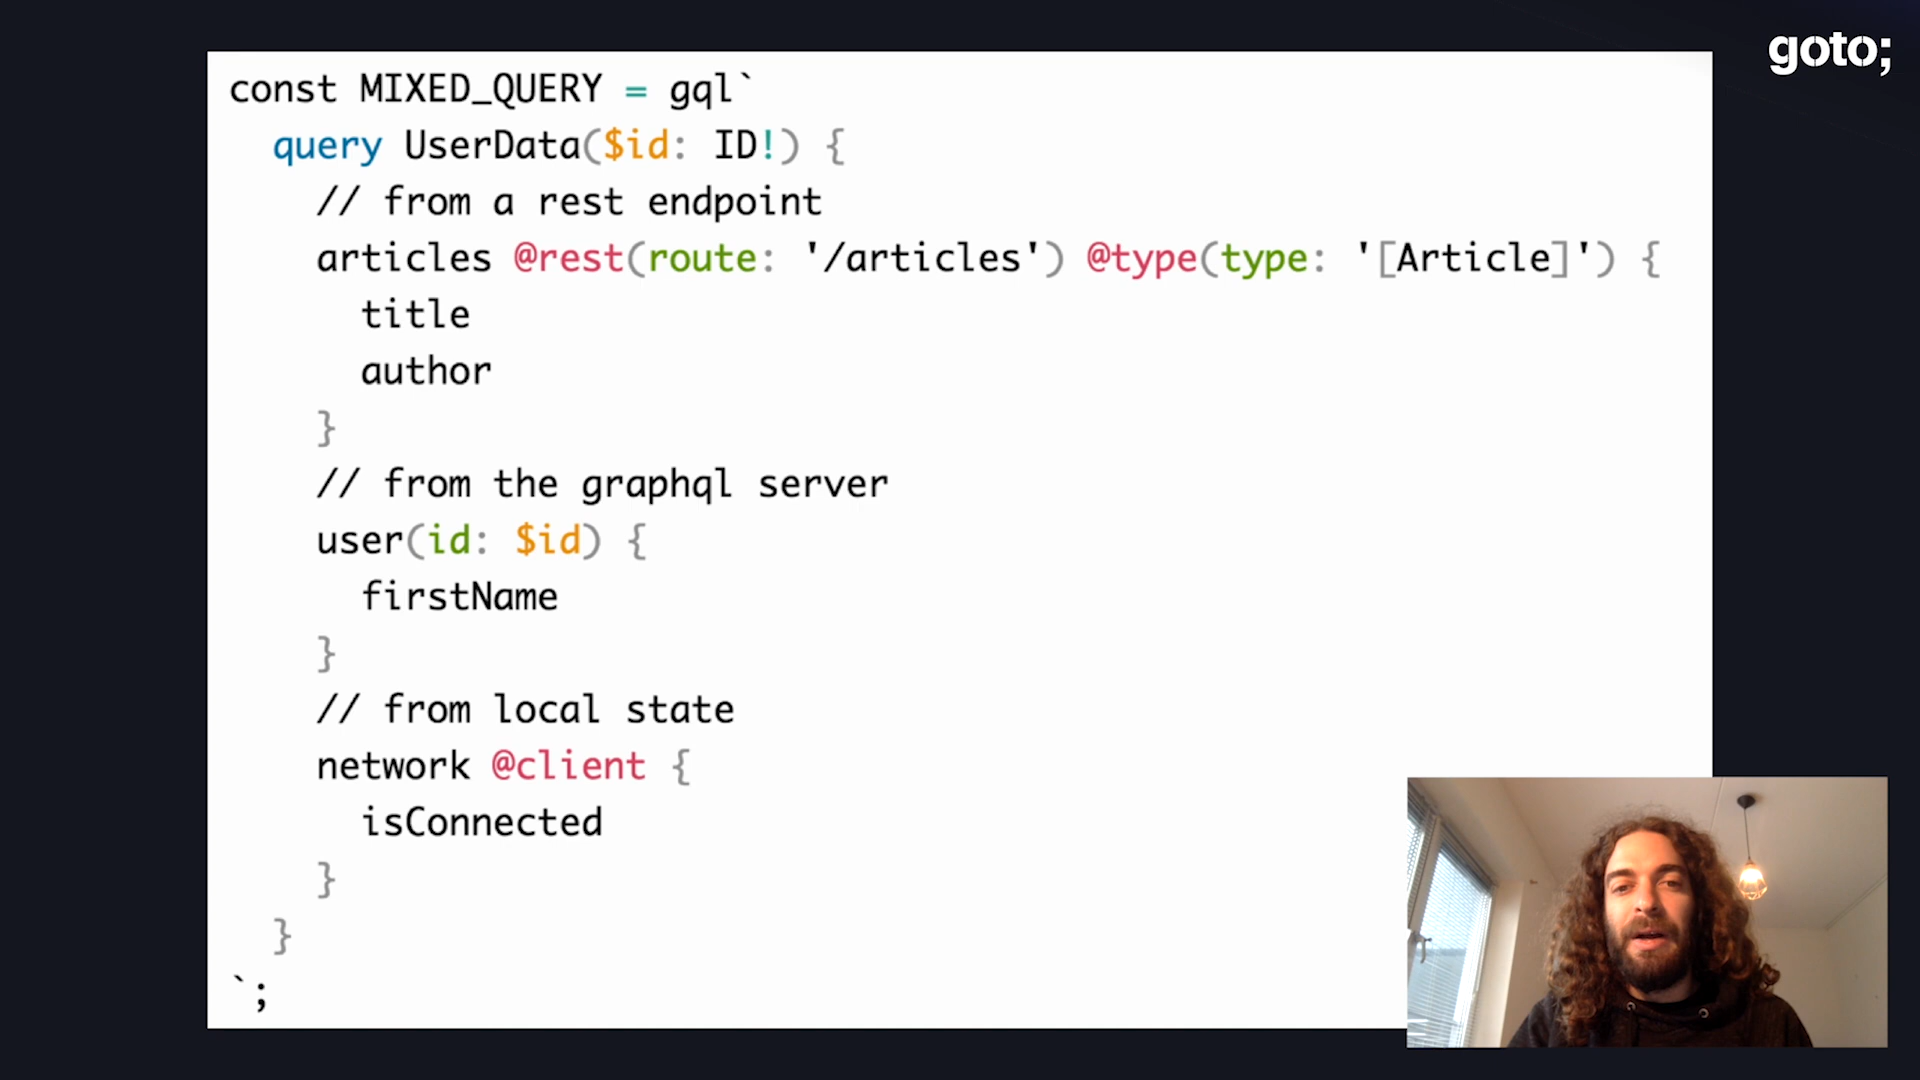 goto;
const MIXED_QUERY = gql`
  query UserData($id: ID!) {
    // from a rest endpoint
    articles @rest(route: '/articles') @type(type: '[Article]') {
      title
      author
    }
    // from the graphql server
    user(id: $id) {
      firstName
    }
    // from local state
    network @client {
      isConnected
    }
  }
`;